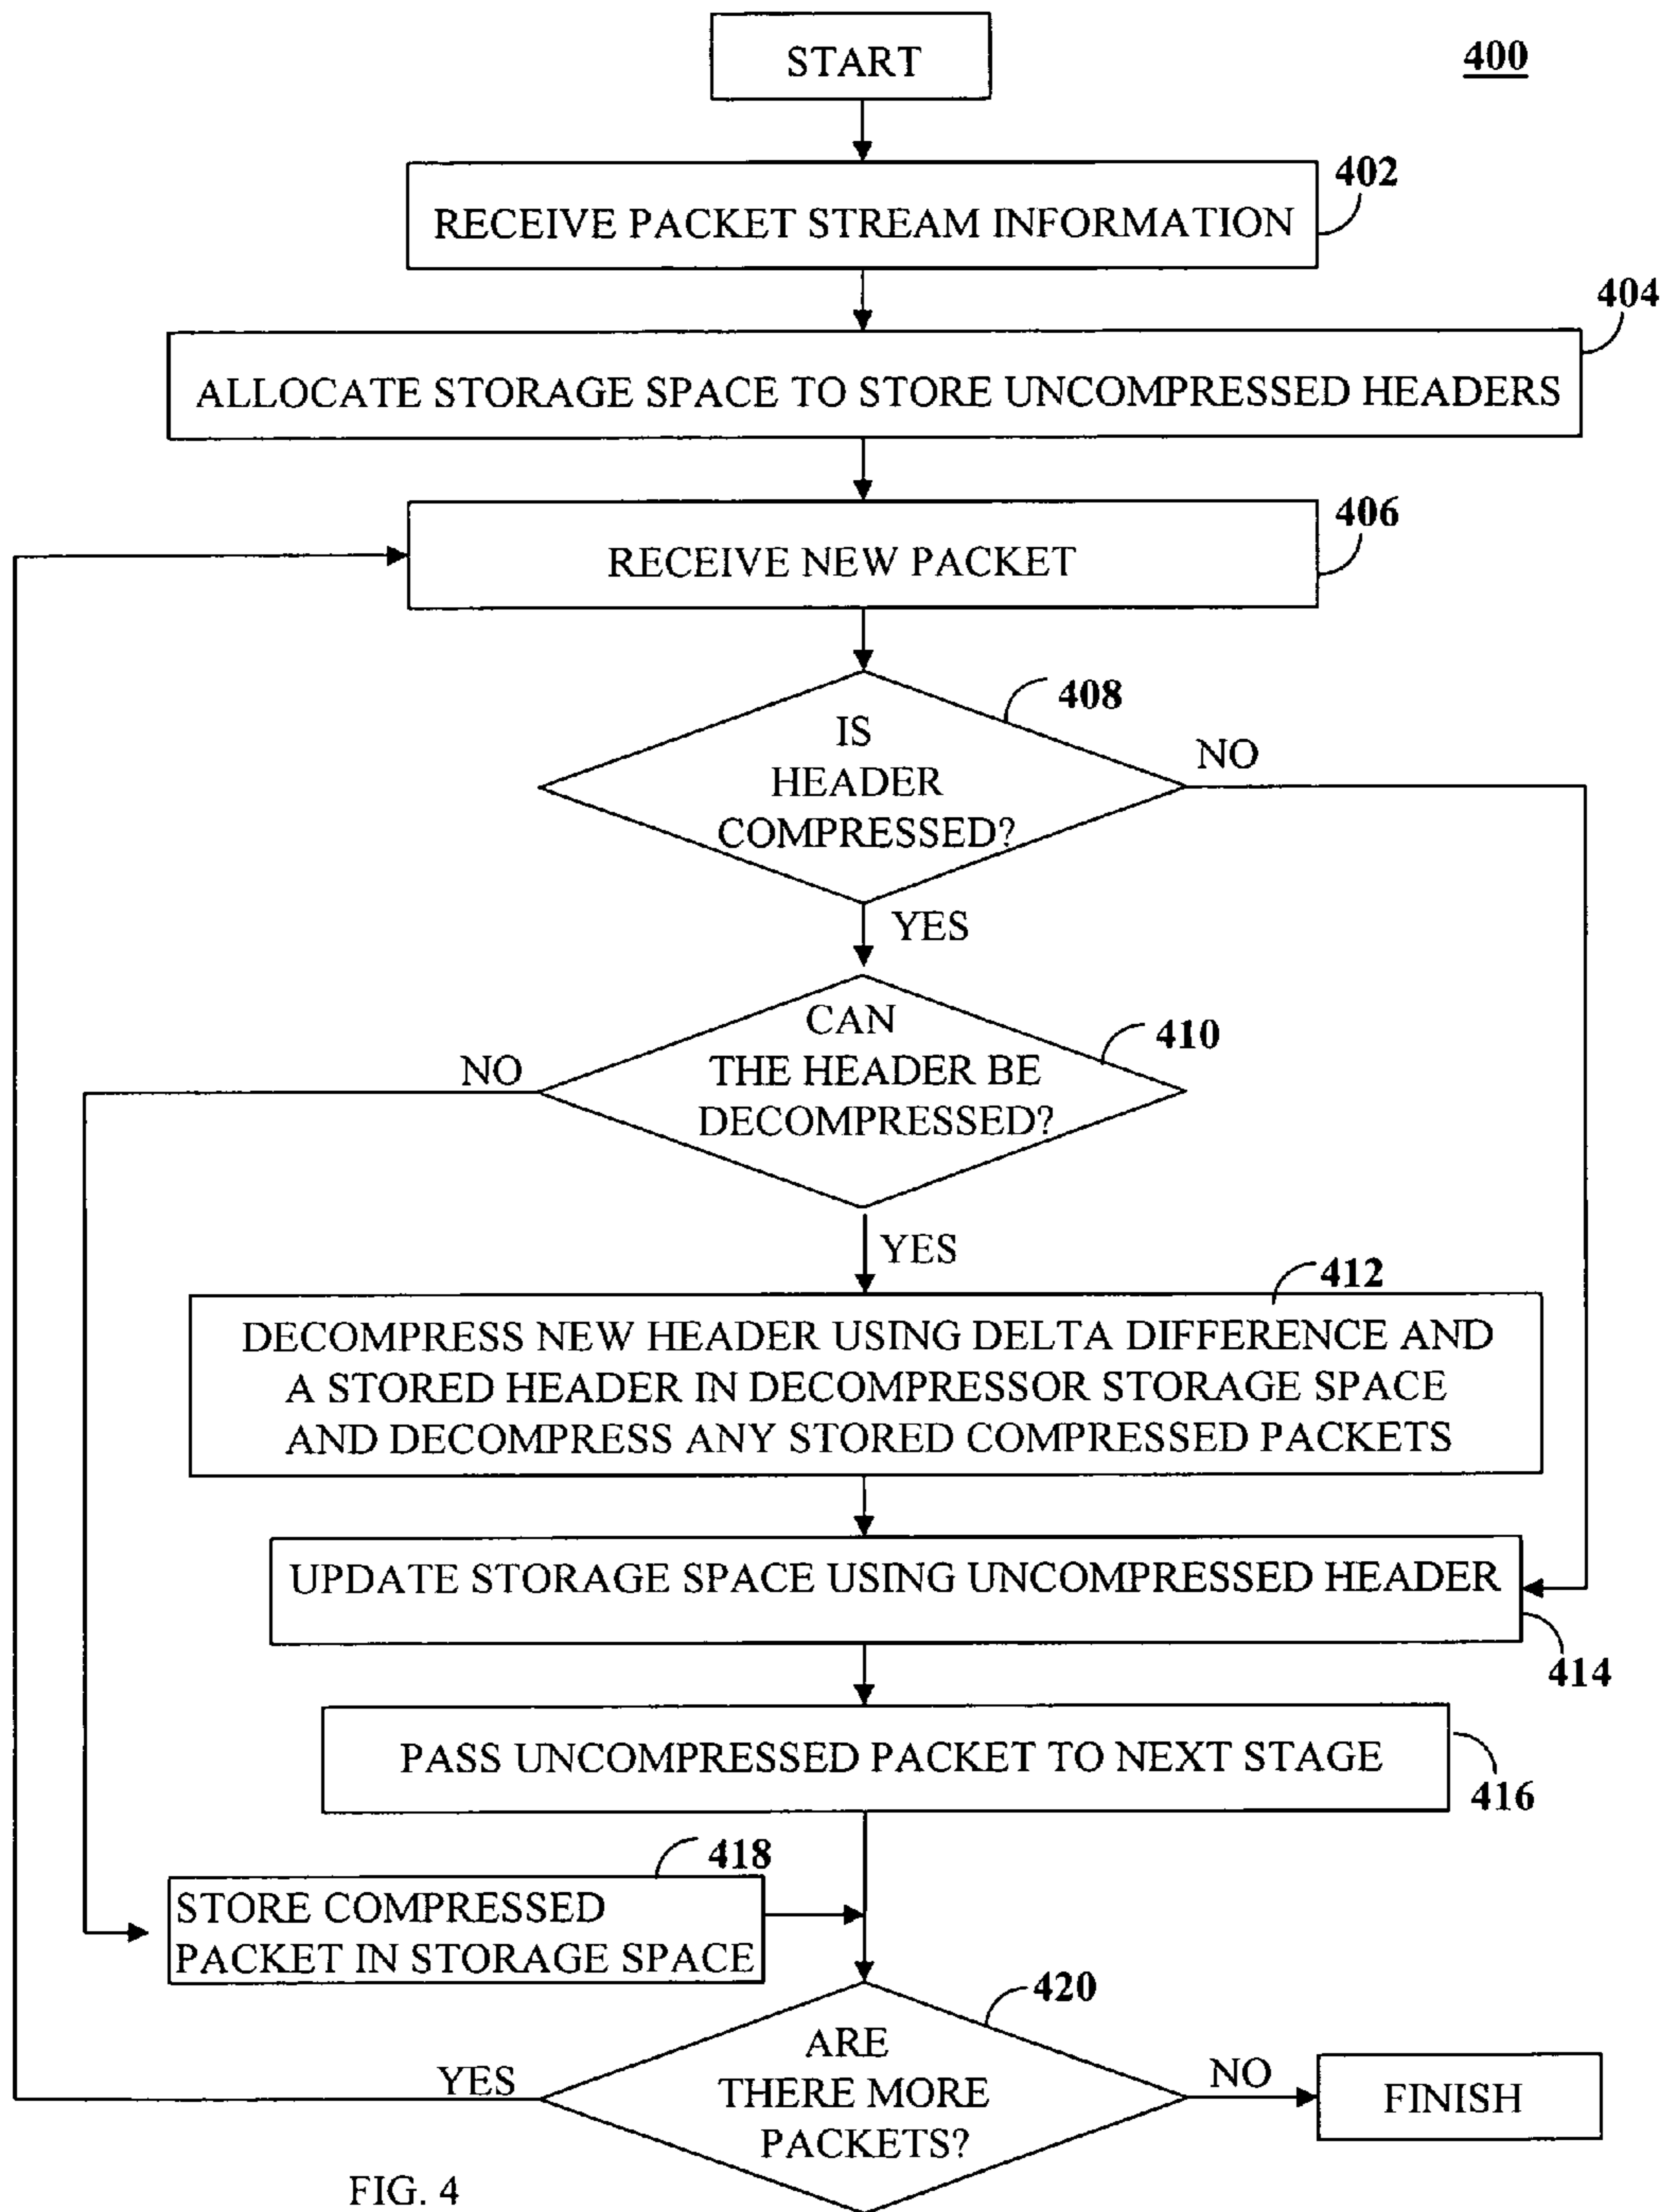 START
400
402
RECEIVE PACKET STREAM INFORMATION
404
ALLOCATE STORAGE SPACE TO STORE UNCOMPRESSED HEADERS
406
RECEIVE NEW PACKET
408
IS
HEADER
COMPRESSED?
NO
YES
CAN
THE HEADER BE
DECOMPRESSED?
410
NO
YES
412
DECOMPRESS NEW HEADER USING DELTA DIFFERENCE AND
A STORED HEADER IN DECOMPRESSOR STORAGE SPACE
AND DECOMPRESS ANY STORED COMPRESSED PACKETS
UPDATE STORAGE SPACE USING UNCOMPRESSED HEADER
414
PASS UNCOMPRESSED PACKET TO NEXT STAGE
416
418
STORE COMPRESSED
PACKET IN STORAGE SPACE
420
ARE
THERE MORE
PACKETS?
YES
NO
FINISH
FIG. 4